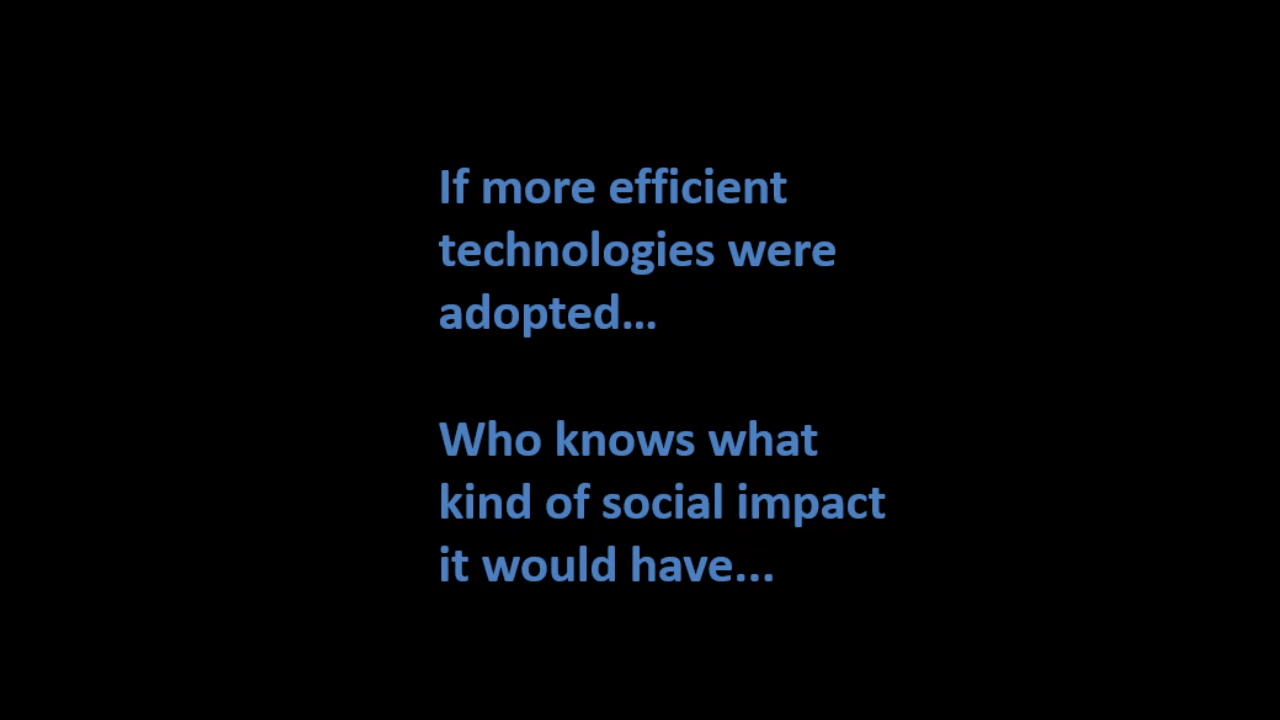 If more efficient
technologies were
adopted...
Who knows what
kind of social impact
it would have...